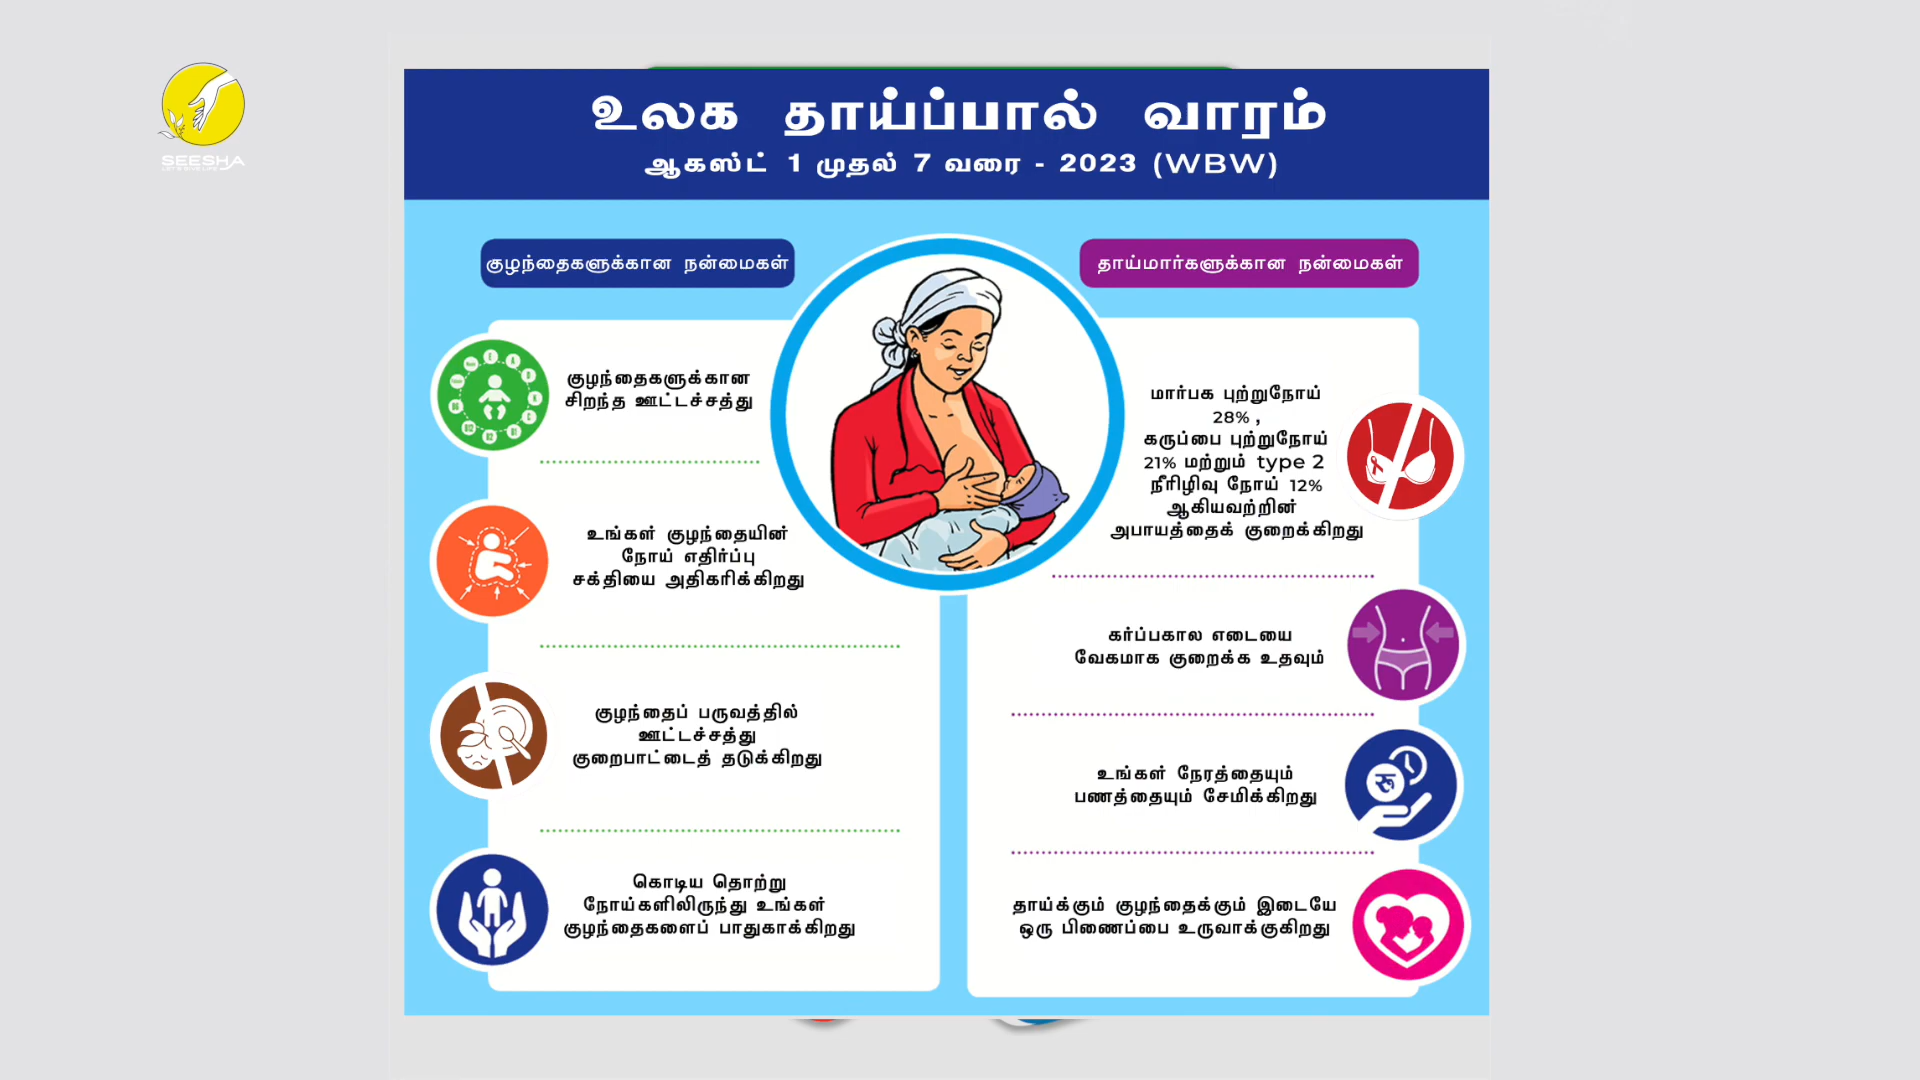 SEESHA
உலக தாய்ப்பால் வாரம்
ஆகஸ்ட் 1 முதல் 7 வரை - 2023 (WBW)
குழந்தைகளுக்கான நன்மைகள்
குழந்தைகளுக்கான
சிறந்த ஊட்டச்சத்து
உங்கள் குழந்தையின்
நோய் எதிர்ப்பு
சக்தியை அதிகரிக்கிறது
குழந்தைப் பருவத்தில்
ஊட்டச்சத்து
குறைபாட்டைத் தடுக்கிறது
கொடிய தொற்று
நோய்களிலிருந்து உங்கள்
குழந்தைகளைப் பாதுகாக்கிறது
தாய்மார்களுக்கான நன்மைகள்
மார்பக புற்றுநோய்
28% ,
கருப்பை புற்றுநோய்
21% மற்றும் type 2
நீரிழிவு நோய் 12%
ஆகியவற்றின்
அபாயத்தைக் குறைக்கிறது
கர்ப்பகால எடையை
வேகமாக குறைக்க உதவும்
உங்கள் நேரத்தையும்
பணத்தையும் சேமிக்கிறது
தாய்க்கும் குழந்தைக்கும் இடையே
ஒரு பிணைப்பை உருவாக்குகிறது